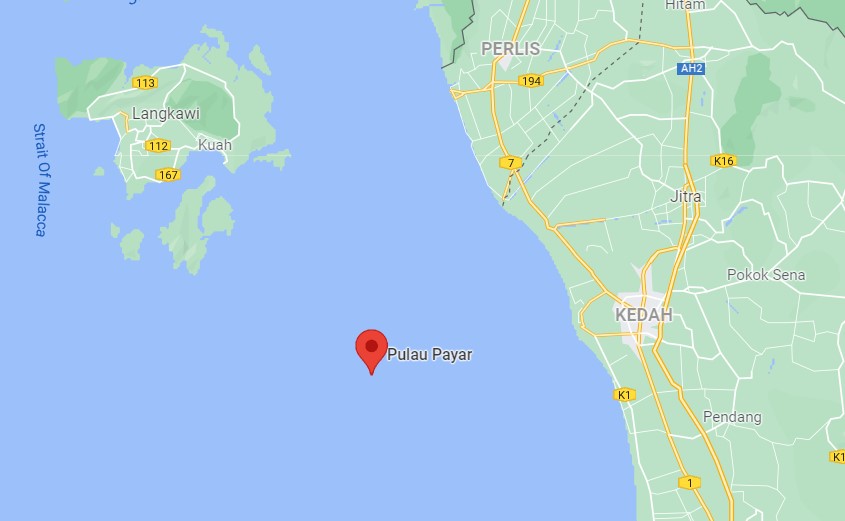 Hitam
PERLIS
194
AH2
113
Langkawi
112
Kuah
167
Strait Of Malacca
7
K16
Jitra
Pokok Sena
KEDAH
Pulau Payar
K1
Pendang
K1
1